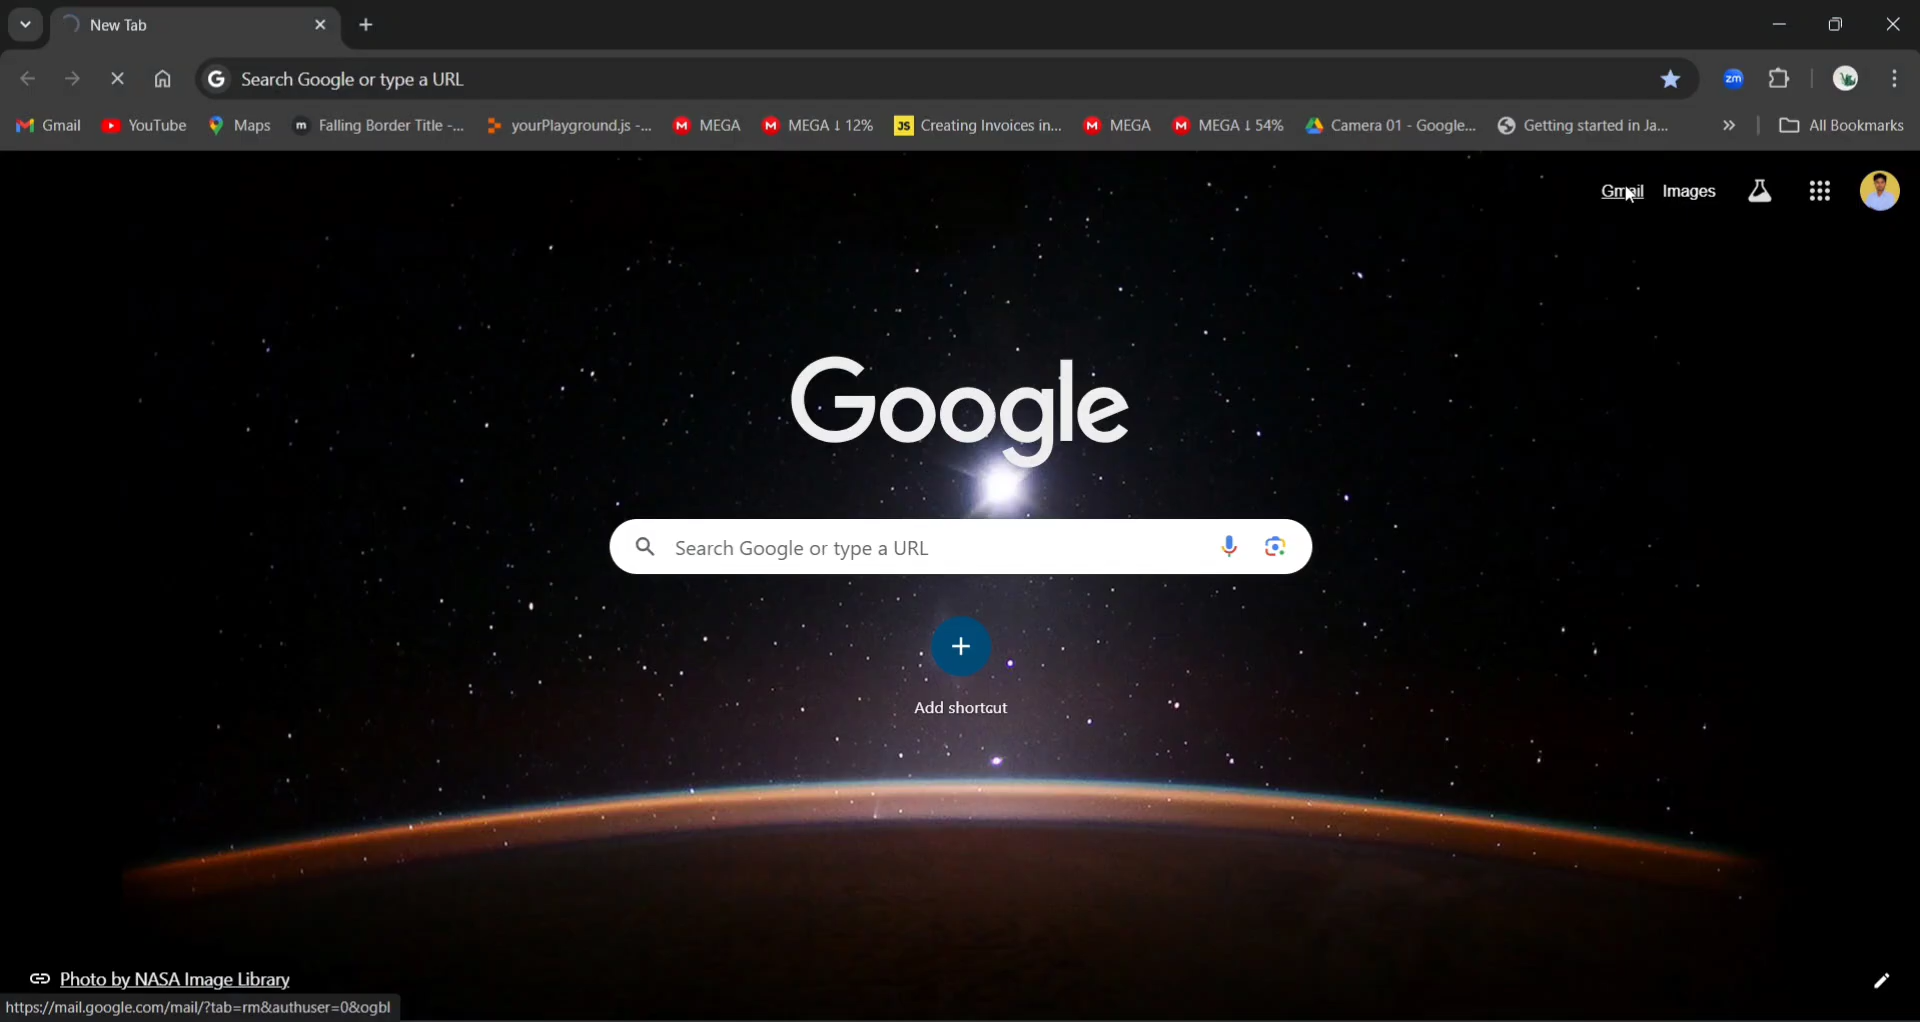 New Tab
Search Google or type a URL
zm
Gmail YouTube Maps m Falling Border Title -... yourPlayground.js -... M MEGA M MEGA ↓ 12% JS Creating Invoices in... M MEGA M MEGA ↓ 54% Camera 01 - Google... Getting started in Ja... » All Bookmarks
Gmail Images
Google
Search Google or type a URL
Add shortcut
Photo by NASA Image Library
https://mail.google.com/mail/?tab=rm&authuser=0&ogbl